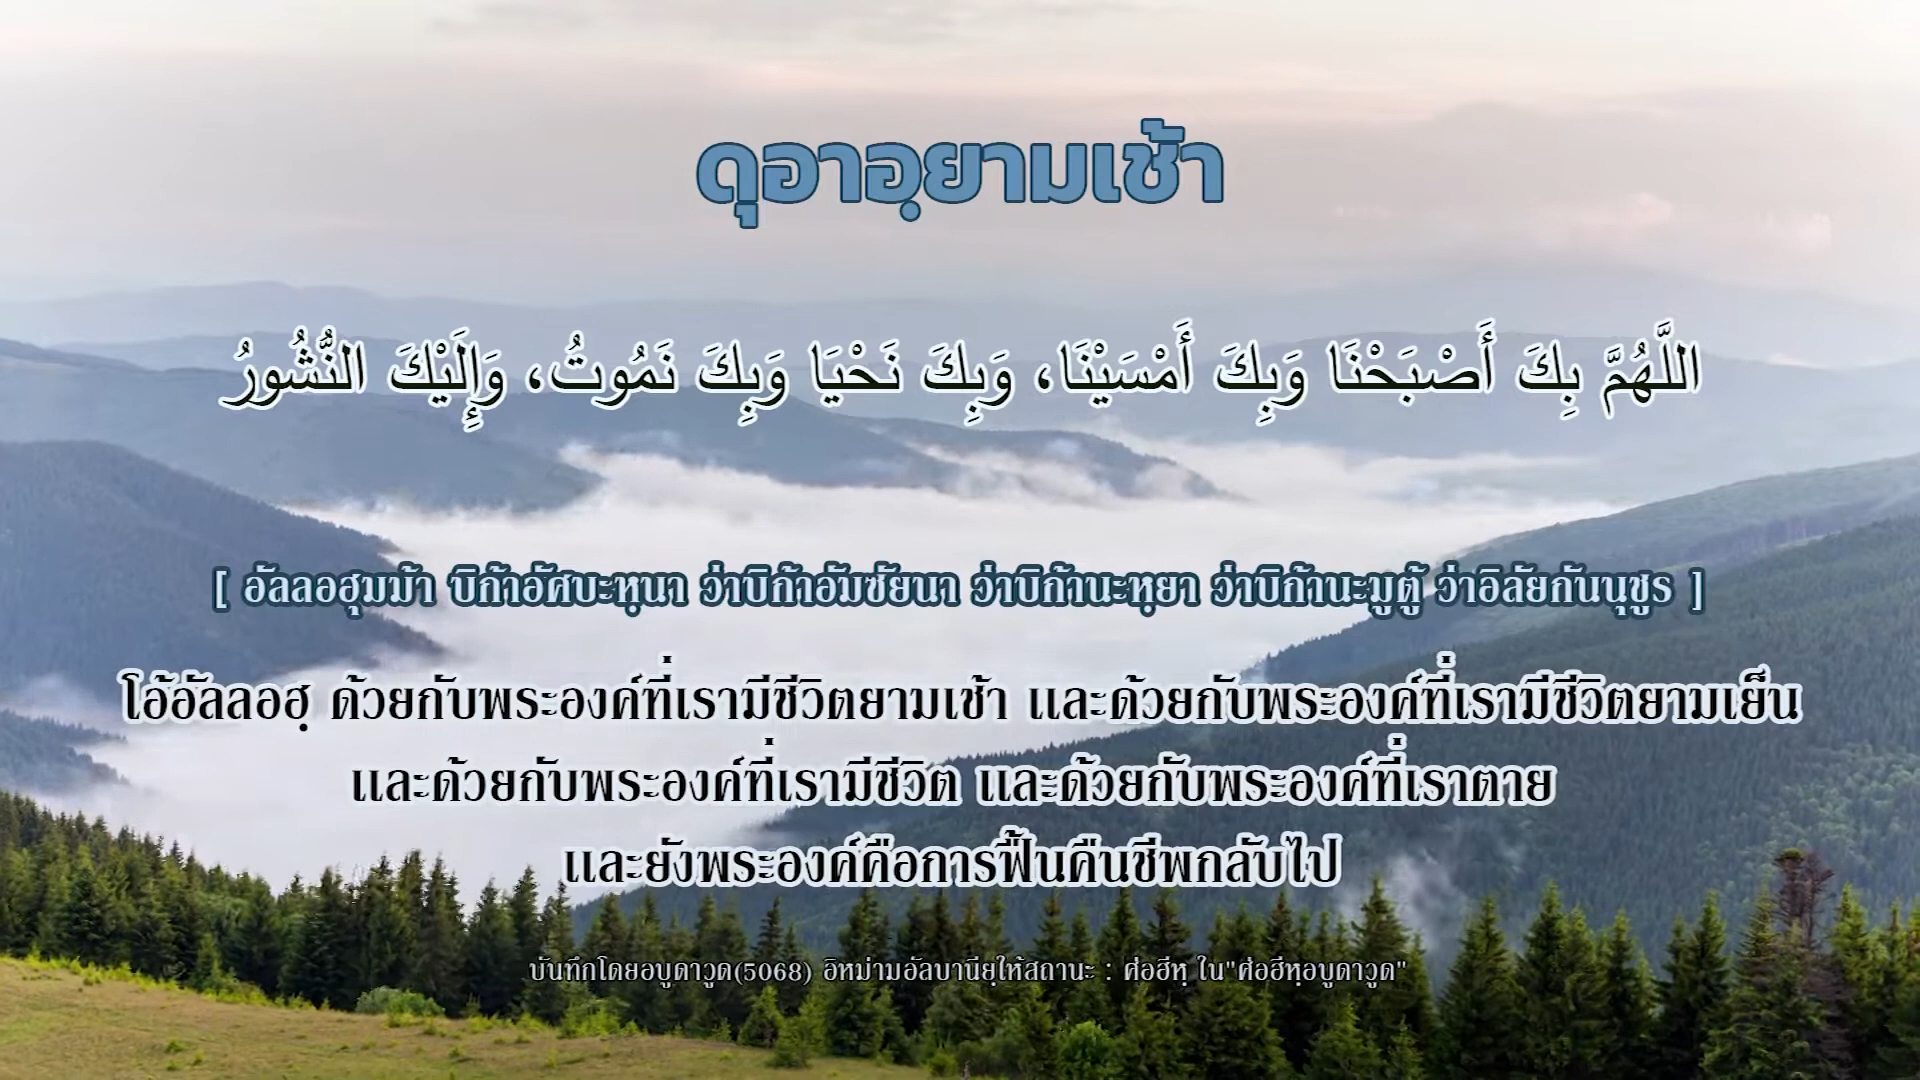 ดุอาอฺยามเช้า
اللَّهُمَّ بِكَ أَصْبَحْنَا وَبِكَ أَمْسَيْنَا، وَبِكَ نَحْيَا وَبِكَ نَمُوتُ، وَإِلَيْكَ النُّشُورُ
[ อัลลอฮุมม้า บิก้าอัศบะหฺนา ว่าบิก้าอัมซัยนา ว่าบิก้านะหฺยา ว่าบิก้านะมูตู้ ว่าอิลัยกันนุชูร ]
โอ้อัลลอฮฺ ด้วยกับพระองค์ที่เรามีชีวิตยามเช้า และด้วยกับพระองค์ที่เรามีชีวิตยามเย็น
และด้วยกับพระองค์ที่เรามีชีวิต และด้วยกับพระองค์ที่เราตาย
และยังพระองค์คือการฟื้นคืนชีพกลับไป
บันทึกโดยอบูดาวูด(5068) อิหม่ามอัลบานียฺให้สถานะ : ศ่อฮีหฺ ใน"ศ่อฮีหฺอบูดาวูด"